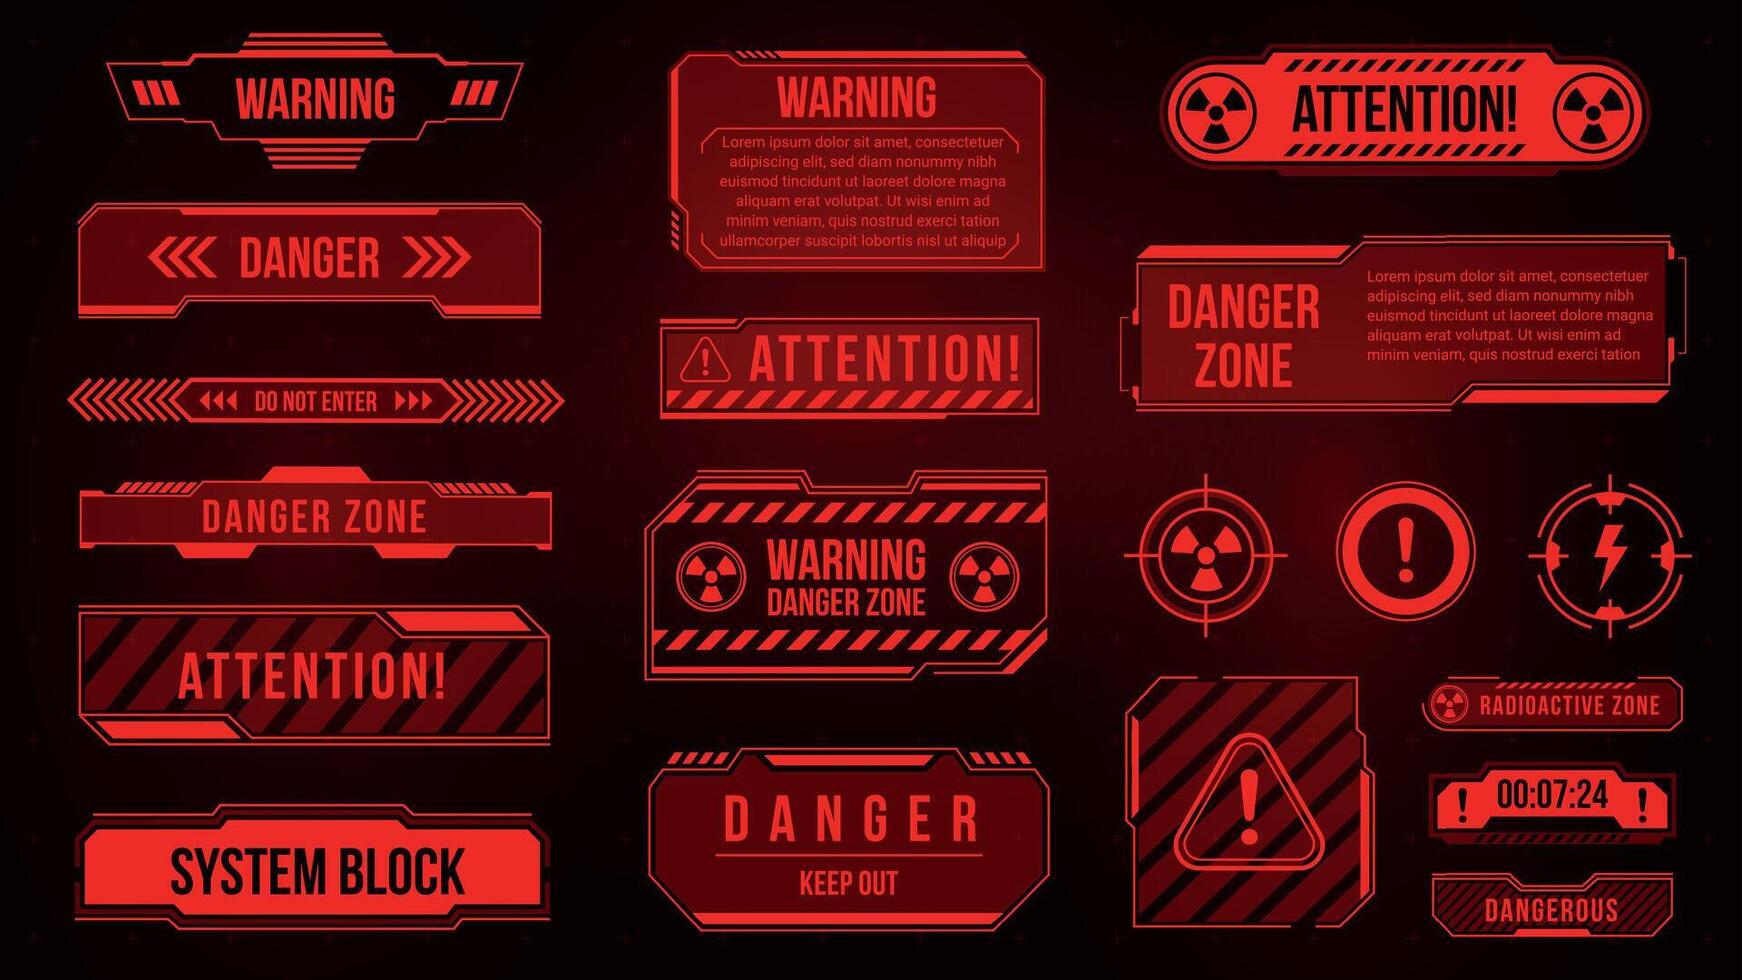 WARNING
DANGER
DO NOT ENTER
DANGER ZONE
ATTENTION!
SYSTEM BLOCK
WARNING
Lorem ipsum dolor sit amet, consectetuer
adipiscing elit, sed diam nonummy nibh
euismod tincidunt ut laoreet dolore magna
aliquam erat volutpat. Ut wisi enim ad
minim veniam, quis nostrud exerci tation
ullamcorper suscipit lobortis nisl ut aliquip
ATTENTION!
WARNING
DANGER ZONE
DANGER
KEEP OUT
ATTENTION!
DANGER
ZONE
Lorem ipsum dolor sit amet, consectetuer
adipiscing elit, sed diam nonummy nibh
euismod tincidunt ut laoreet dolore magna
aliquam erat volutpat. Ut wisi enim ad
minim veniam, quis nostrud exerci tation
!
RADIOACTIVE ZONE
! 00:07:24 !
DANGEROUS